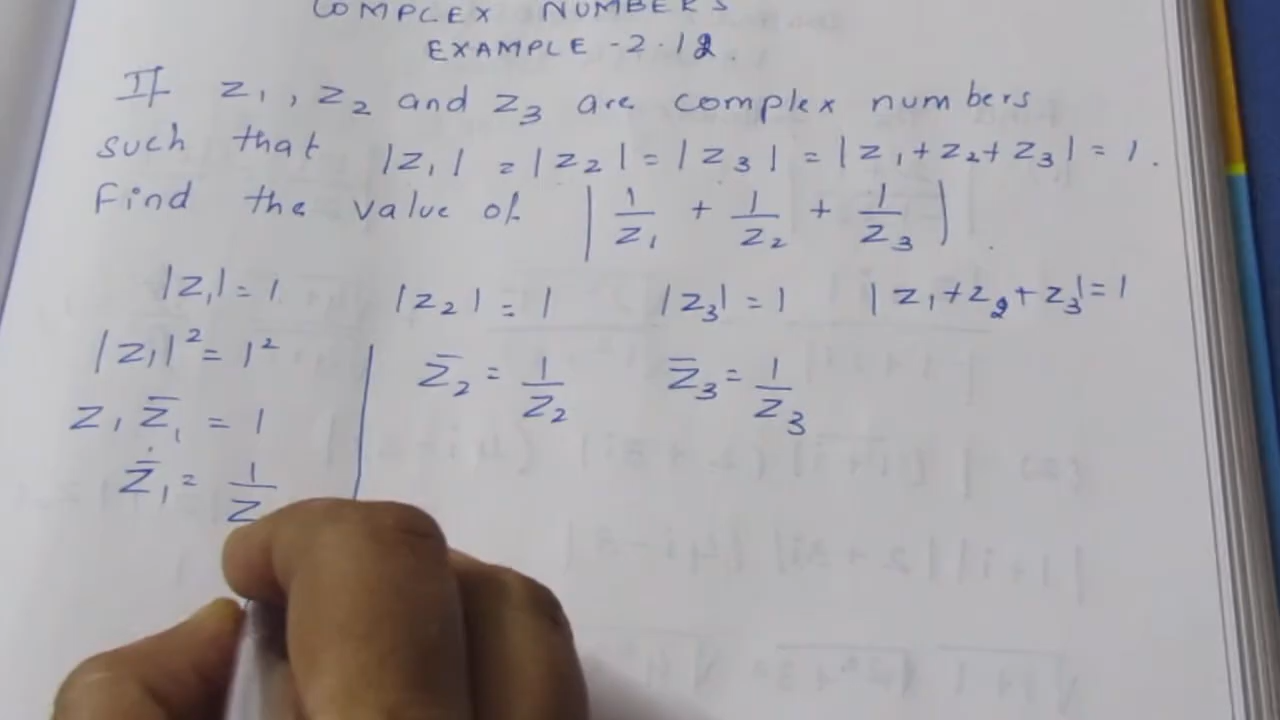 COMPLEX NUMBERS
EXAMPLE - 2.12.
If z₁, z₂ and z₃ are complex numbers
such that |z₁| = |z₂| = |z₃| = |z₁+z₂+z₃| = 1.
Find the value of |1/z₁ + 1/z₂ + 1/z₃|.
|z₁| = 1 |z₂| = 1 |z₃| = 1 |z₁+z₂+z₃| = 1
|z₁|² = 1² z̄₂ = 1/z₂ z̄₃ = 1/z₃
z₁ z̄₁ = 1
z̄₁ = 1/z